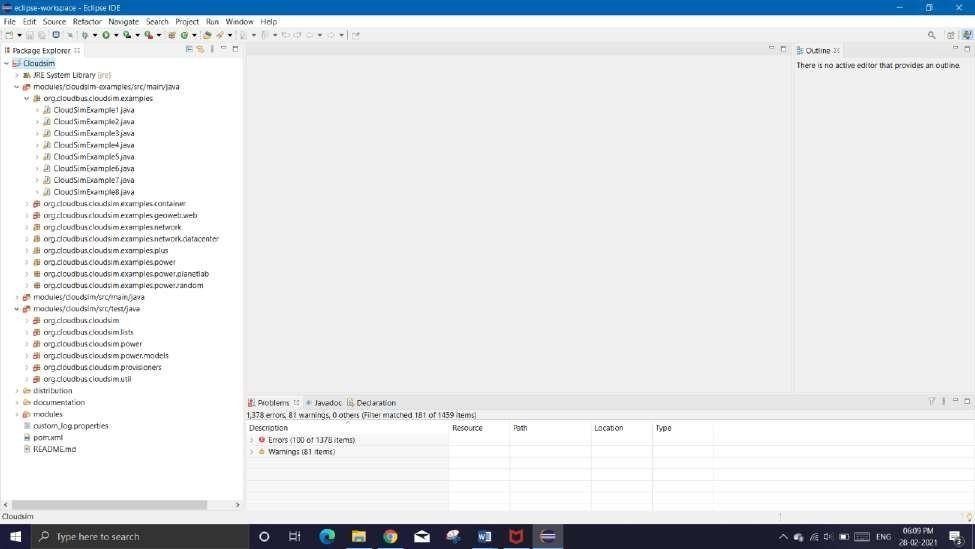 eclipse-workspace - Eclipse IDE
File Edit Source Refactor Navigate Search Project Run Window Help
Package Explorer
Cloudsim
JRE System Library [jre]
modules/cloudsim-examples/src/main/java
org.cloudbus.cloudsim.examples
CloudSimExample1.java
CloudSimExample2.java
CloudSimExample3.java
CloudSimExample4.java
CloudSimExample5.java
CloudSimExample6.java
CloudSimExample7.java
CloudSimExample8.java
org.cloudbus.cloudsim.examples.container
org.cloudbus.cloudsim.examples.geoweb.web
org.cloudbus.cloudsim.examples.network
org.cloudbus.cloudsim.examples.network.datacenter
org.cloudbus.cloudsim.examples.plus
org.cloudbus.cloudsim.examples.power
org.cloudbus.cloudsim.examples.power.planetlab
org.cloudbus.cloudsim.examples.power.random
modules/cloudsim/src/main/java
modules/cloudsim/src/test/java
org.cloudbus.cloudsim
org.cloudbus.cloudsim.lists
org.cloudbus.cloudsim.power
org.cloudbus.cloudsim.power.models
org.cloudbus.cloudsim.provisioners
org.cloudbus.cloudsim.util
distribution
documentation
modules
custom_log.properties
pom.xml
README.md
Outline
There is no active editor that provides an outline.
Problems Javadoc Declaration
1,378 errors, 81 warnings, 0 others (Filter matched 181 of 1459 items)
Description Resource Path Location Type
Errors (100 of 1378 items)
Warnings (81 items)
Cloudsim
Type here to search
ENG
06:09 PM
28-02-2021
3